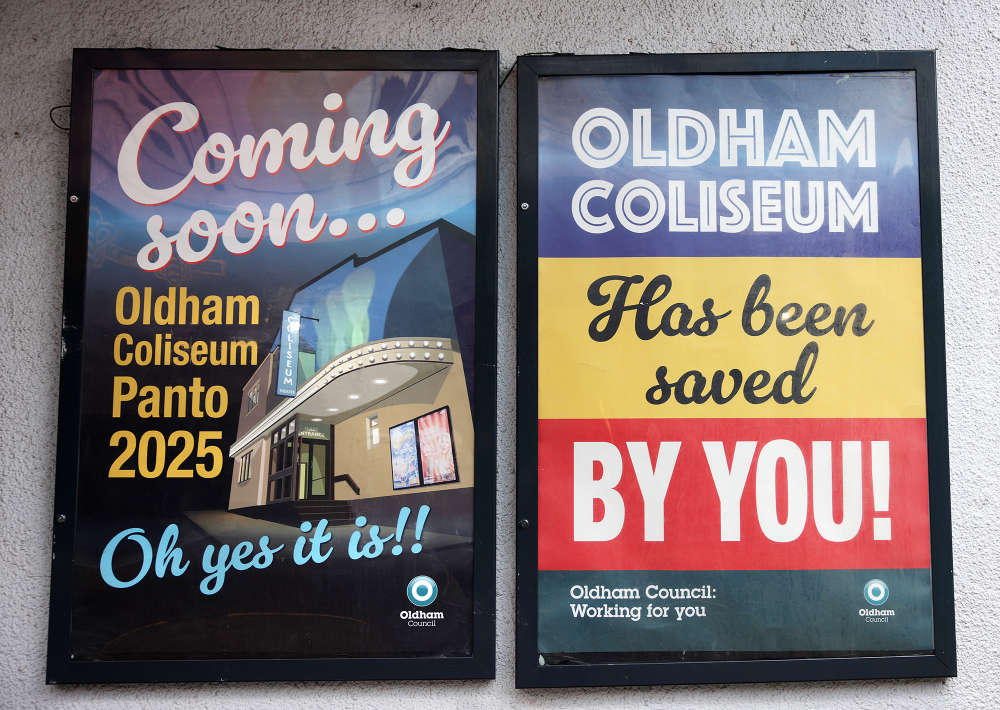 Coming
soon...
Oldham
Coliseum
Panto
2025
COLISEUM
ENTRANCE
Oh yes it is!!
Oldham
Council
OLDHAM
COLISEUM
Has been
saved
BY YOU!
Oldham Council:
Working for you
Oldham
Council